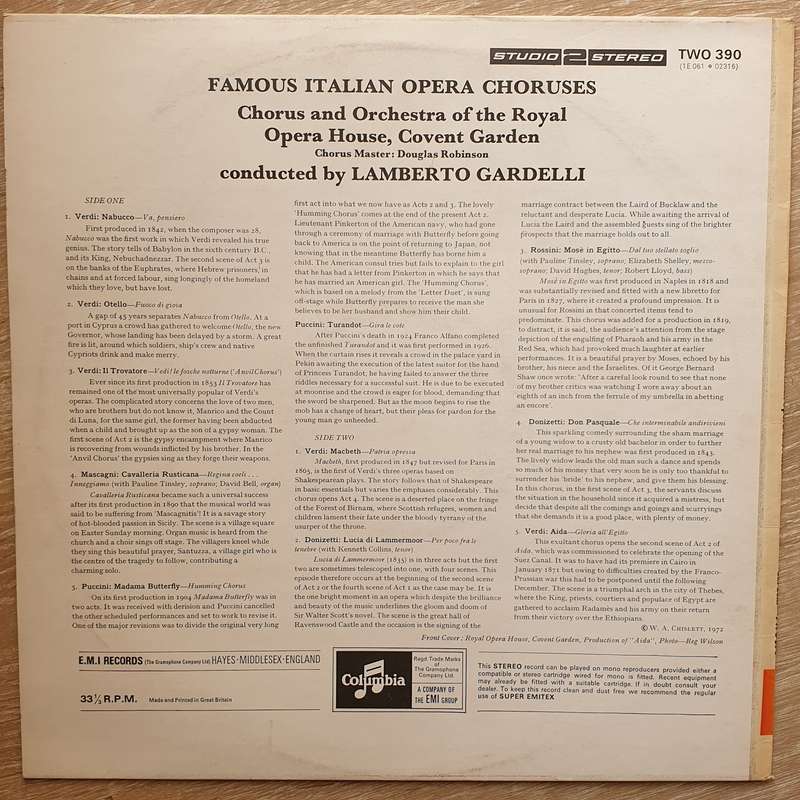 STUDIO 2 STEREO TWO 390
(1E 061 • 02316)
FAMOUS ITALIAN OPERA CHORUSES
Chorus and Orchestra of the Royal
Opera House, Covent Garden
Chorus Master: Douglas Robinson
conducted by LAMBERTO GARDELLI
SIDE ONE
1. Verdi: Nabucco—Va, pensiero
First produced in 1842, when the composer was 28,
Nabucco was the first work in which Verdi revealed his true
genius. The story tells of Babylon in the sixth century B.C.,
and its King, Nebuchadnezzar. The second scene of Act 3 is
on the banks of the Euphrates, where Hebrew prisoners, in
chains and at forced labour, sing longingly of the homeland
which they love, but have lost.
2. Verdi: Otello—Fuoco di gioia
A gap of 45 years separates Nabucco from Otello. At a
port in Cyprus a crowd has gathered to welcome Otello, the new
Governor, whose landing has been delayed by a storm. A great
fire is lit, around which soldiers, ship's crew and native
Cypriots drink and make merry.
3. Verdi: Il Trovatore—Vedi! le fosche notturne ('Anvil Chorus')
Ever since its first production in 1853 Il Trovatore has
remained one of the most universally popular of Verdi's
operas. The complicated story concerns the love of two men,
who are brothers but do not know it, Manrico and the Count
di Luna, for the same girl, the former having been abducted
when a child and brought up as the son of a gypsy woman. The
first scene of Act 2 is the gypsy encampment where Manrico
is recovering from wounds inflicted by his brother. In the
'Anvil Chorus' the gypsies sing as they forge their weapons.
4. Mascagni: Cavalleria Rusticana—Regina coeli . . .
Inneggiamo (with Pauline Tinsley, soprano; David Bell, organ)
Cavalleria Rusticana became such a universal success
after its first production in 1890 that the musical world was
said to be suffering from 'Mascagnitis'! It is a savage story
of hot-blooded passion in Sicily. The scene is a village square
on Easter Sunday morning. Organ music is heard from the
church and a choir sings off stage. The villagers kneel while
they sing this beautiful prayer, Santuzza, a village girl who is
the centre of the tragedy to follow, contributing a
charming solo.
5. Puccini: Madama Butterfly—Humming Chorus
On its first production in 1904 Madama Butterfly was in
two acts. It was received with derision and Puccini cancelled
the other scheduled performances and set to work to revise it.
One of the major revisions was to divide the original very long
first act into what we now have as Acts 2 and 3. The lovely
'Humming Chorus' comes at the end of the present Act 2.
Lieutenant Pinkerton of the American navy, who had gone
through a ceremony of marriage with Butterfly before going
back to America is on the point of returning to Japan, not
knowing that in the meantime Butterfly has borne him a
child. The American consul tries but fails to explain to the girl
that he has had a letter from Pinkerton in which he says that
he has married an American girl. The 'Humming Chorus',
which is based on a melody from the 'Letter Duet', is sung
off-stage while Butterfly prepares to receive the man she
believes to be her husband and show him their child.
Puccini: Turandot—Gira la cote
After Puccini's death in 1924 Franco Alfano completed
the unfinished Turandot and it was first performed in 1926.
When the curtain rises it reveals a crowd in the palace yard in
Pekin awaiting the execution of the latest suitor for the hand
of Princess Turandot; he having failed to answer the three
riddles necessary for a successful suit. He is due to be executed
at moonrise and the crowd is eager for blood, demanding that
the sword be sharpened. But as the moon begins to rise the
mob has a change of heart, but their pleas for pardon for the
young man go unheeded.
SIDE TWO
1. Verdi: Macbeth—Patria opressa
Macbeth, first produced in 1847 but revised for Paris in
1865, is the first of Verdi's three operas based on
Shakespearean plays. The story follows that of Shakespeare
in basic essentials but varies the emphases considerably. This
chorus opens Act 4. The scene is a deserted place on the fringe
of the Forest of Birnam, where Scottish refugees, women and
children lament their fate under the bloody tyranny of the
usurper of the throne.
2. Donizetti: Lucia di Lammermoor—Per poco fra le
tenebre (with Kenneth Collins, tenor)
Lucia di Lammermoor (1835) is in three acts but the first
two are sometimes telescoped into one, with four scenes. This
episode therefore occurs at the beginning of the second scene
of Act 2 or the fourth scene of Act 1 as the case may be. It is
the one bright moment in an opera which despite the brilliance
and beauty of the music underlines the gloom and doom of
Sir Walter Scott's novel. The scene is the great hall of
Ravenswood Castle and the occasion is the signing of the
marriage contract between the Laird of Bucklaw and the
reluctant and desperate Lucia. While awaiting the arrival of
Lucia the Laird and the assembled guests sing of the brighter
prospects that the marriage holds out to all.
3. Rossini: Mosè in Egitto—Dal tuo stellato soglio
(with Pauline Tinsley, soprano; Elizabeth Shelley, mezzo-
soprano; David Hughes, tenor; Robert Lloyd, bass)
Mosè in Egitto was first produced in Naples in 1818 and
was substantially revised and fitted with a new libretto for
Paris in 1827, where it created a profound impression. It is
unusual for Rossini in that concerted items tend to
predominate. This chorus was added for a production in 1819,
to distract, it is said, the audience's attention from the stage
depiction of the engulfing of Pharaoh and his army in the
Red Sea, which had provoked much laughter at earlier
performances. It is a beautiful prayer by Moses, echoed by his
brother, his niece and the Israelites. Of it George Bernard
Shaw once wrote: 'After a careful look round to see that none
of my brother critics was watching I wore away about an
eighth of an inch from the ferrule of my umbrella in abetting
an encore'.
4. Donizetti: Don Pasquale—Che interminabile andirivieni
This sparkling comedy surrounding the sham marriage
of a young widow to a crusty old bachelor in order to further
her real marriage to his nephew was first produced in 1843.
The lively widow leads the old man such a dance and spends
so much of his money that very soon he is only too thankful to
surrender his 'bride' to his nephew, and give them his blessing.
In this chorus, in the first scene of Act 3, the servants discuss
the situation in the household since it acquired a mistress, but
decide that despite all the comings and goings and scurryings
that she demands it is a good place, with plenty of money.
5. Verdi: Aida—Gloria all'Egitto
This exultant chorus opens the second scene of Act 2 of
Aida, which was commissioned to celebrate the opening of the
Suez Canal. It was to have had its premiere in Cairo in
January 1871 but owing to difficulties created by the Franco-
Prussian war this had to be postponed until the following
December. The scene is a triumphal arch in the city of Thebes,
where the King, priests, courtiers and populace of Egypt are
gathered to acclaim Radamès and his army on their return
from their victory over the Ethiopians.
© W. A. Chislett, 1972
Front Cover: Royal Opera House, Covent Garden, Production of "Aida", Photo—Reg Wilson
E.M.I RECORDS (The Gramophone Company Ltd) HAYES·MIDDLESEX·ENGLAND
33⅓ R.P.M. Made and Printed in Great Britain
Columbia
Regd. Trade Marks
of The
Gramophone
Company Ltd.
A COMPANY OF
THE EMI GROUP
This STEREO record can be played on mono reproducers provided either a
compatible or stereo cartridge wired for mono is fitted. Recent equipment
may already be fitted with a suitable cartridge. If in doubt consult your
dealer. To keep this record clean and dust free we recommend the regular
use of SUPER EMITEX